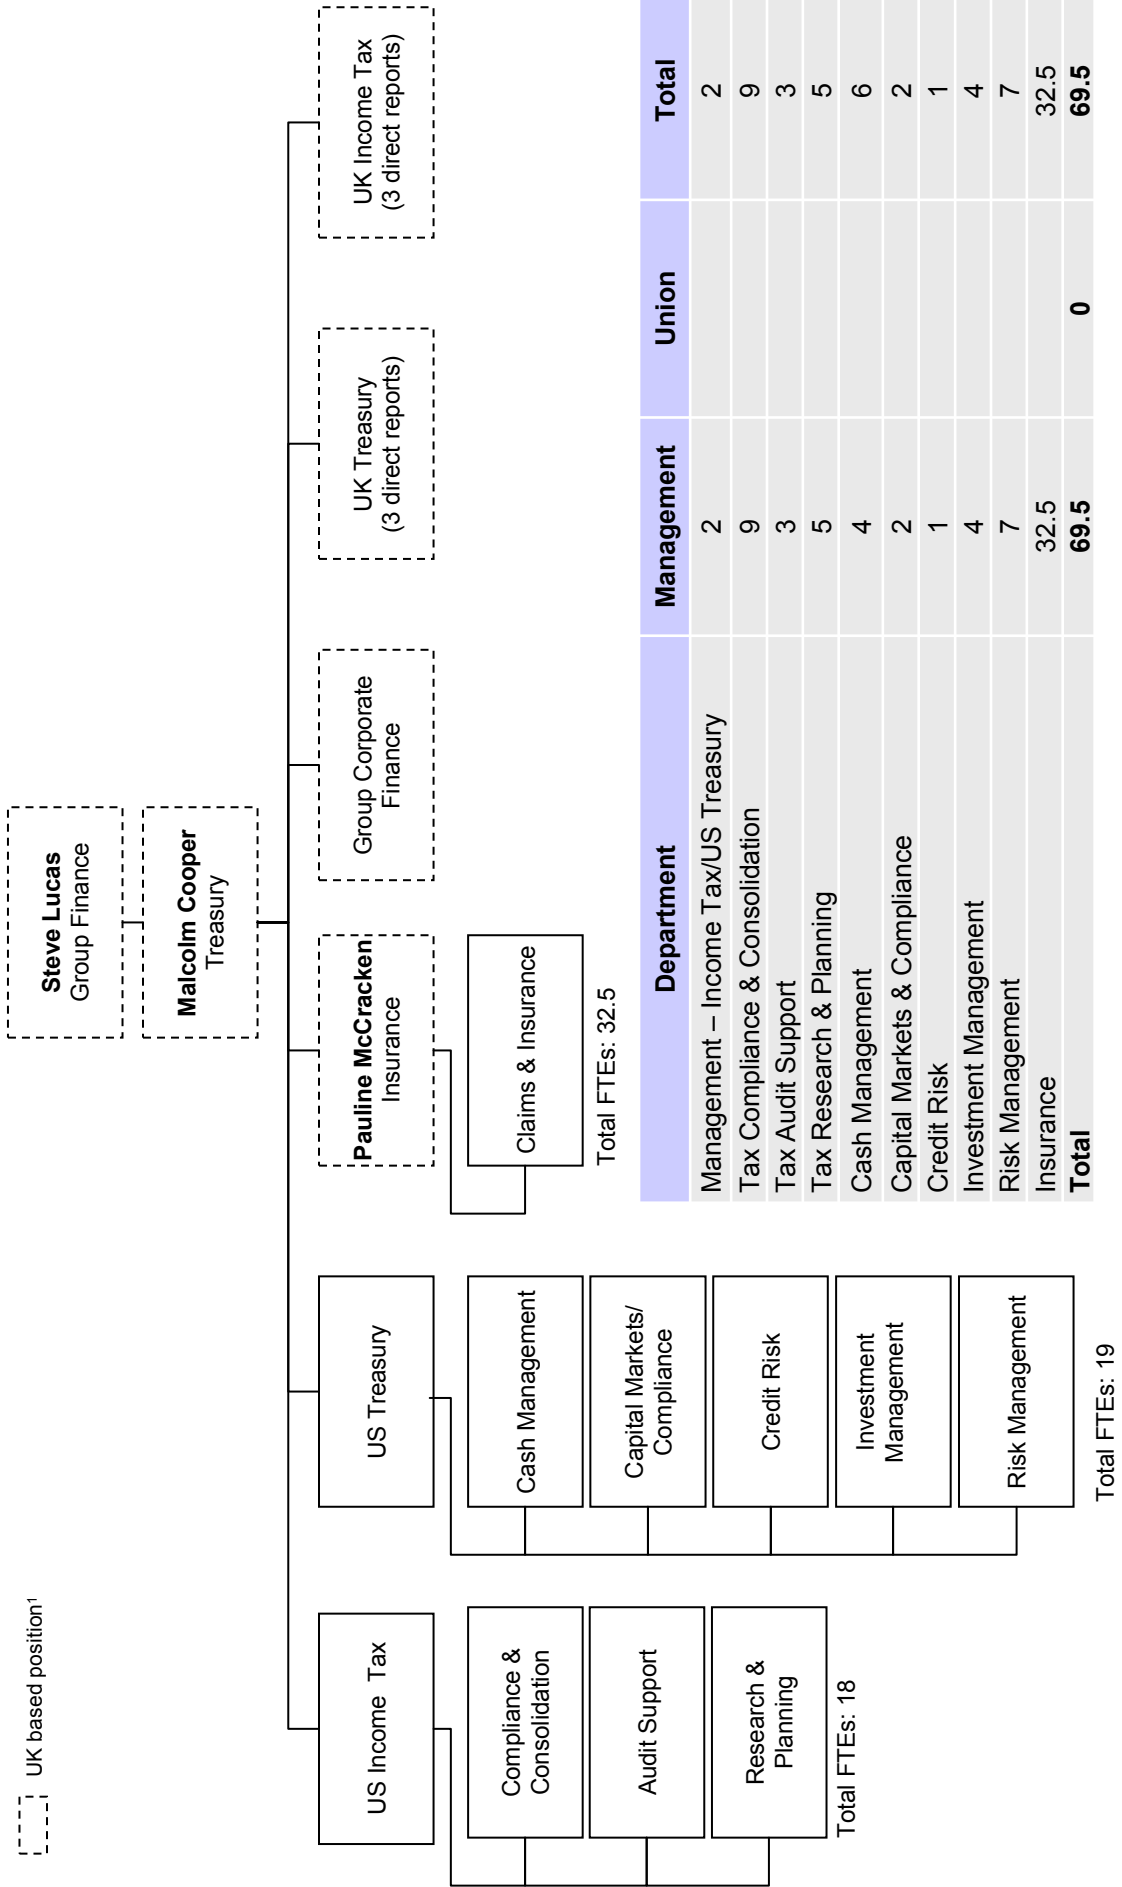 UK based position¹
Steve Lucas
Group Finance
Malcolm Cooper
Treasury
US Income Tax
US Treasury
Pauline McCracken
Insurance
Group Corporate
Finance
UK Treasury
(3 direct reports)
UK Income Tax
(3 direct reports)
Compliance &
Consolidation
Audit Support
Research &
Planning
Total FTEs: 18
Cash Management
Capital Markets/
Compliance
Credit Risk
Investment
Management
Risk Management
Total FTEs: 19
Claims & Insurance
Total FTEs: 32.5
Department Management Union Total
Management – Income Tax/US Treasury 2 2
Tax Compliance & Consolidation 9 9
Tax Audit Support 3 3
Tax Research & Planning 5 5
Cash Management 4 6
Capital Markets & Compliance 2 2
Credit Risk 1 1
Investment Management 4 4
Risk Management 7 7
Insurance 32.5 32.5
Total 69.5 0 69.5